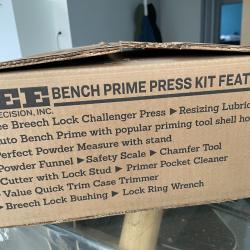 EE BENCH PRIME PRESS KIT FEAT
ECISION, INC.
ee Breech Lock Challenger Press ► Resizing Lubric
uto Bench Prime with popular priming tool shell ho
Perfect Powder Measure with stand
Powder Funnel ► Safety Scale ► Chamfer Tool
Cutter with Lock Stud ► Primer Pocket Cleaner
Value Quick Trim Case Trimmer
► Breech Lock Bushing ► Lock Ring Wrench